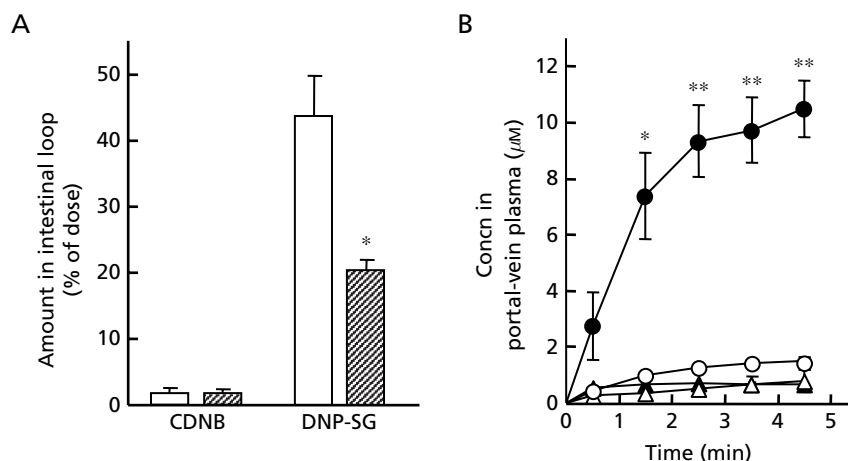 A
Amount in intestinal loop
(% of dose)
50
40
30
20
10
0
*
CDNB
DNP-SG
B
Concn in
portal-vein plasma (μM)
12
10
8
6
4
2
0
*
**
**
**
0 1 2 3 4 5
Time (min)